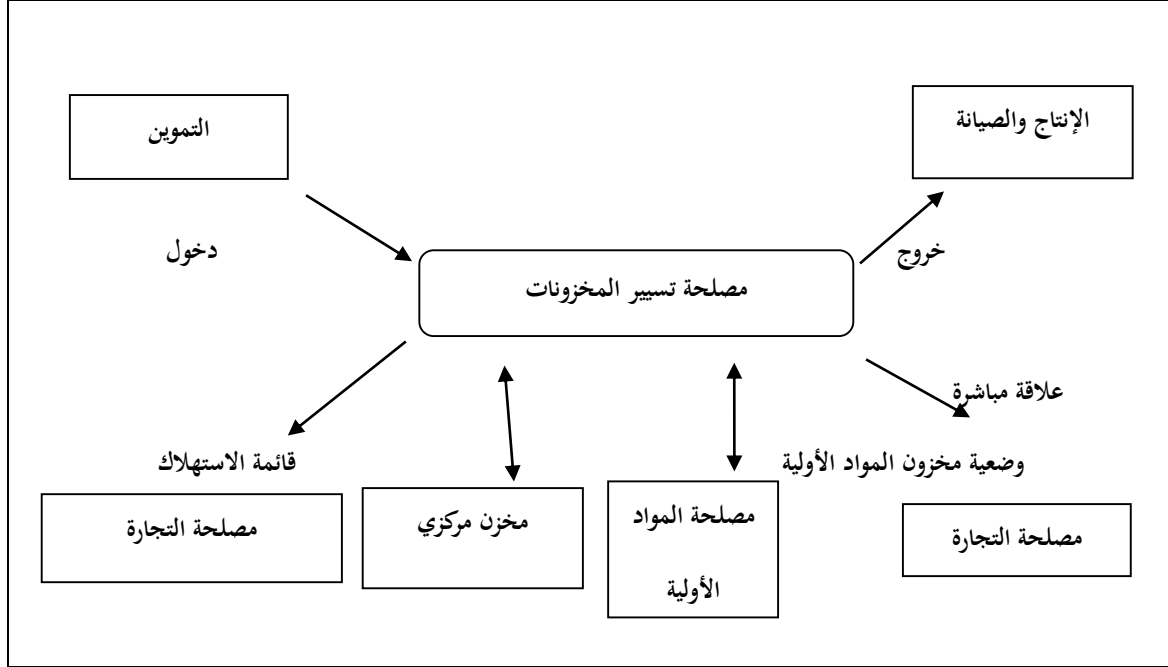 الإنتاج والصيانة
التموين
خروج
دخول
مصلحة تسيير المخزونات
علاقة مباشرة
وضعية مخزون المواد الأولية
قائمة الاستهلاك
مصلحة التجارة
مصلحة المواد
الأولية
مخزن مركزي
مصلحة التجارة